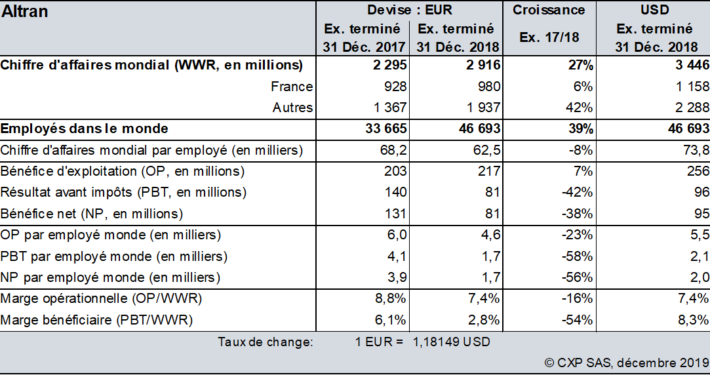 Altran Devise : EUR Croissance USD
Ex. terminé Ex. terminé Ex. terminé
31 Déc. 2017 31 Déc. 2018 Ex. 17/18 31 Déc. 2018
Chiffre d'affaires mondial (WWR, en millions) 2 295 2 916 27% 3 446
France 928 980 6% 1 158
Autres 1 367 1 937 42% 2 288
Employés dans le monde 33 665 46 693 39% 46 693
Chiffre d'affaires mondial par employé (en milliers) 68,2 62,5 -8% 73,8
Bénéfice d'exploitation (OP, en millions) 203 217 7% 256
Résultat avant impôts (PBT, en millions) 140 81 -42% 96
Bénéfice net (NP, en millions) 131 81 -38% 95
OP par employé monde (en milliers) 6,0 4,6 -23% 5,5
PBT par employé monde (en milliers) 4,1 1,7 -58% 2,1
NP par employé monde (en milliers) 3,9 1,7 -56% 2,0
Marge opérationnelle (OP/WWR) 8,8% 7,4% -16% 7,4%
Marge bénéficiaire (PBT/WWR) 6,1% 2,8% -54% 8,3%
Taux de change: 1 EUR = 1,18149 USD
© CXP SAS, décembre 2019